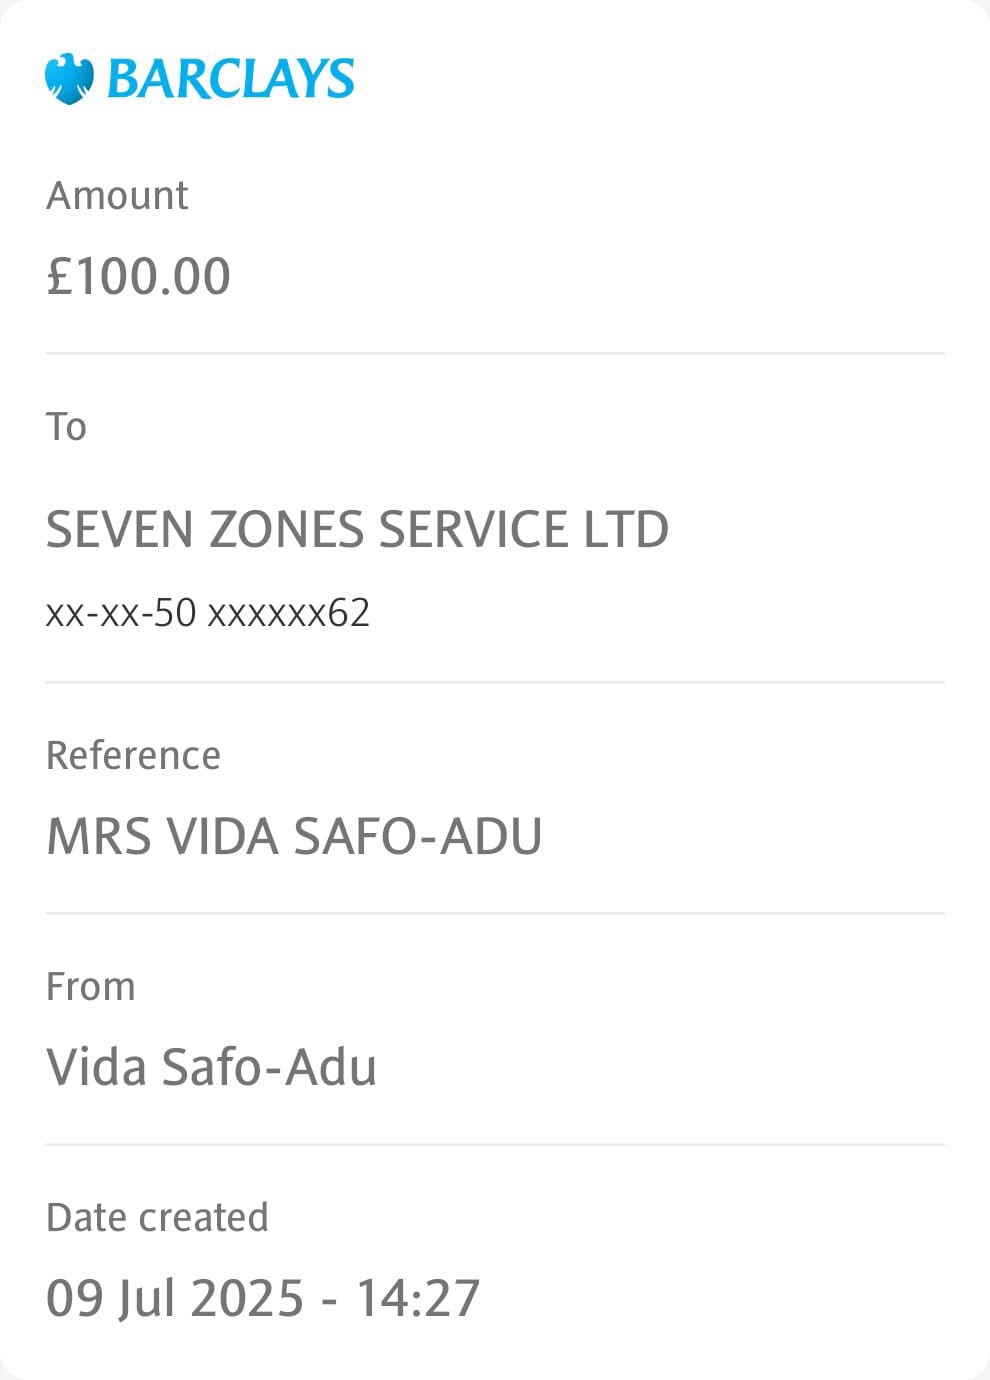 BARCLAYS
Amount
£100.00
To
SEVEN ZONES SERVICE LTD
xx-xx-50 xxxxxx62
Reference
MRS VIDA SAFO-ADU
From
Vida Safo-Adu
Date created
09 Jul 2025 - 14:27